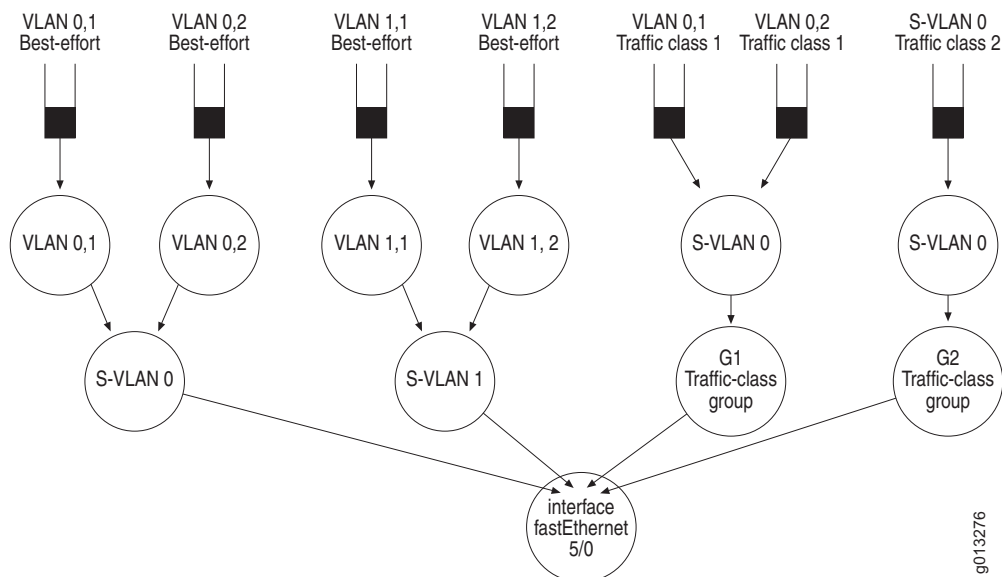 VLAN 0,1
Best-effort
VLAN 0,2
Best-effort
VLAN 1,1
Best-effort
VLAN 1,2
Best-effort
VLAN 0,1
Traffic class 1
VLAN 0,2
Traffic class 1
S-VLAN 0
Traffic class 2
VLAN 0,1
VLAN 0,2
VLAN 1,1
VLAN 1, 2
S-VLAN 0
S-VLAN 0
S-VLAN 0
S-VLAN 1
G1
Traffic-class
group
G2
Traffic-class
group
interface
fastEthernet
5/0
g013276